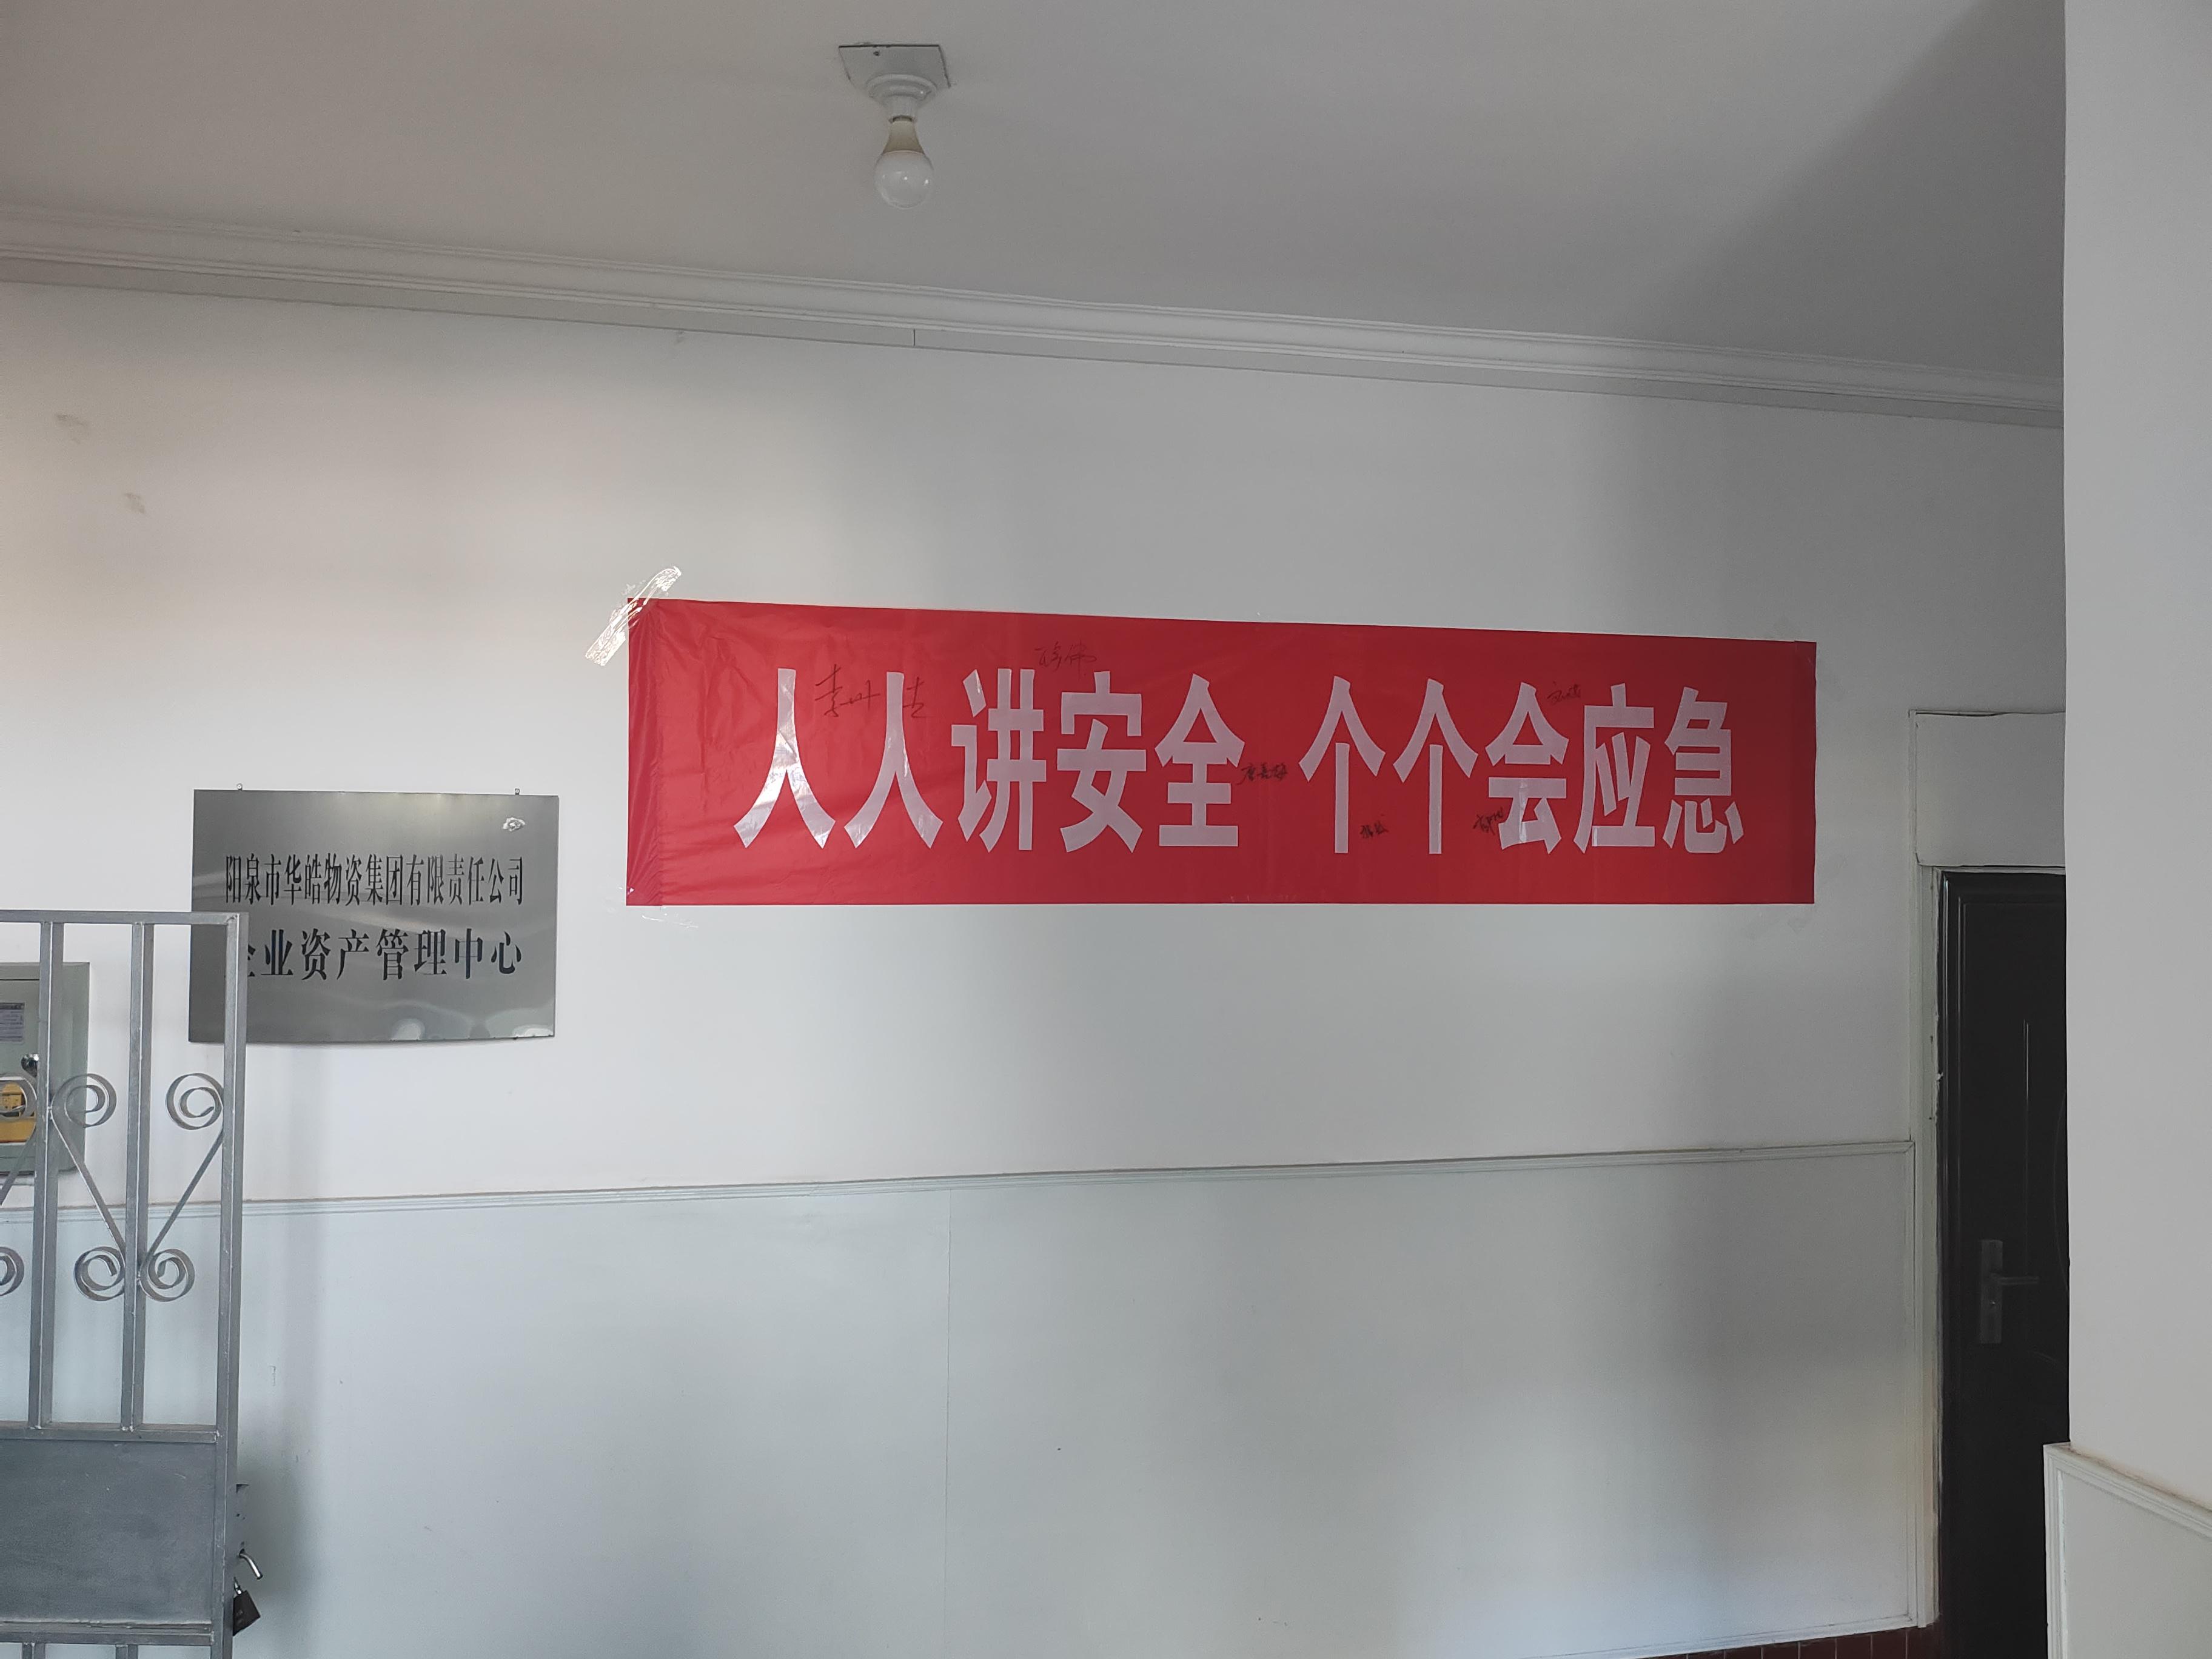 人人讲安全 个个会应急
阳泉市华皓物资集团有限责任公司
企业资产管理中心